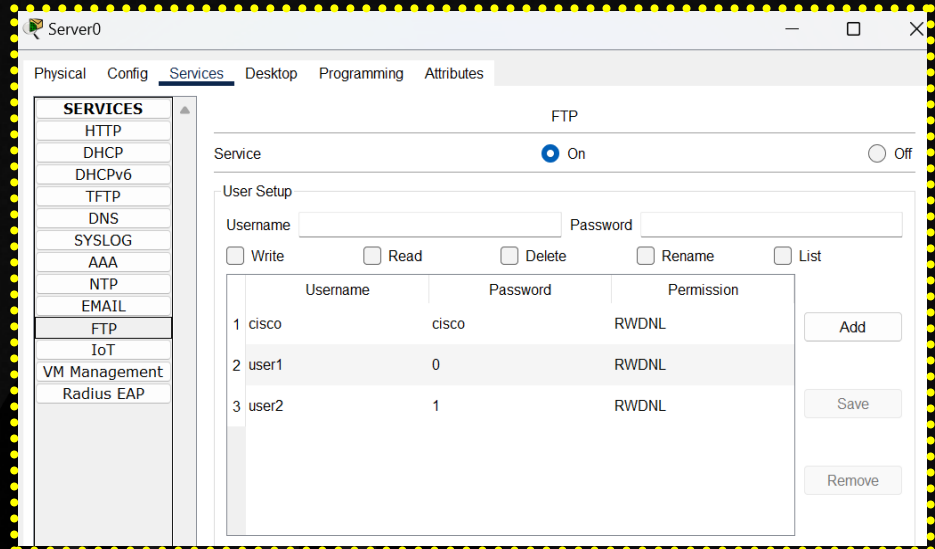 Server0
Physical Config Services Desktop Programming Attributes
SERVICES
HTTP
DHCP
DHCPv6
TFTP
DNS
SYSLOG
AAA
NTP
EMAIL
FTP
IoT
VM Management
Radius EAP
FTP
Service On Off
User Setup
Username Password
Write Read Delete Rename List
Username Password Permission
1 cisco cisco RWDNL
2 user1 0 RWDNL
3 user2 1 RWDNL
Add
Save
Remove